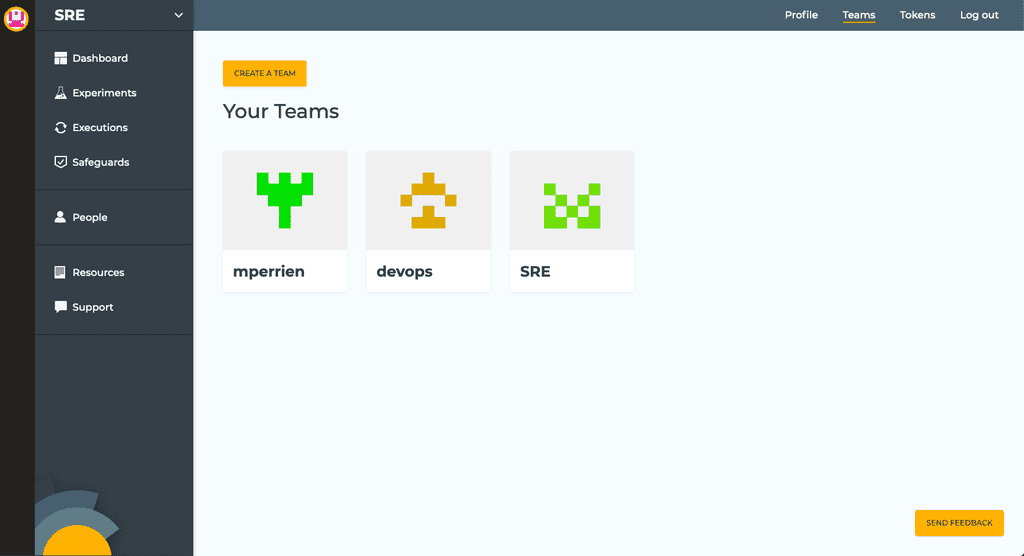 SRE
Profile Teams Tokens Log out
Dashboard
Experiments
Executions
Safeguards
People
Resources
Support
CREATE A TEAM
Your Teams
mperrien devops SRE
SEND FEEDBACK